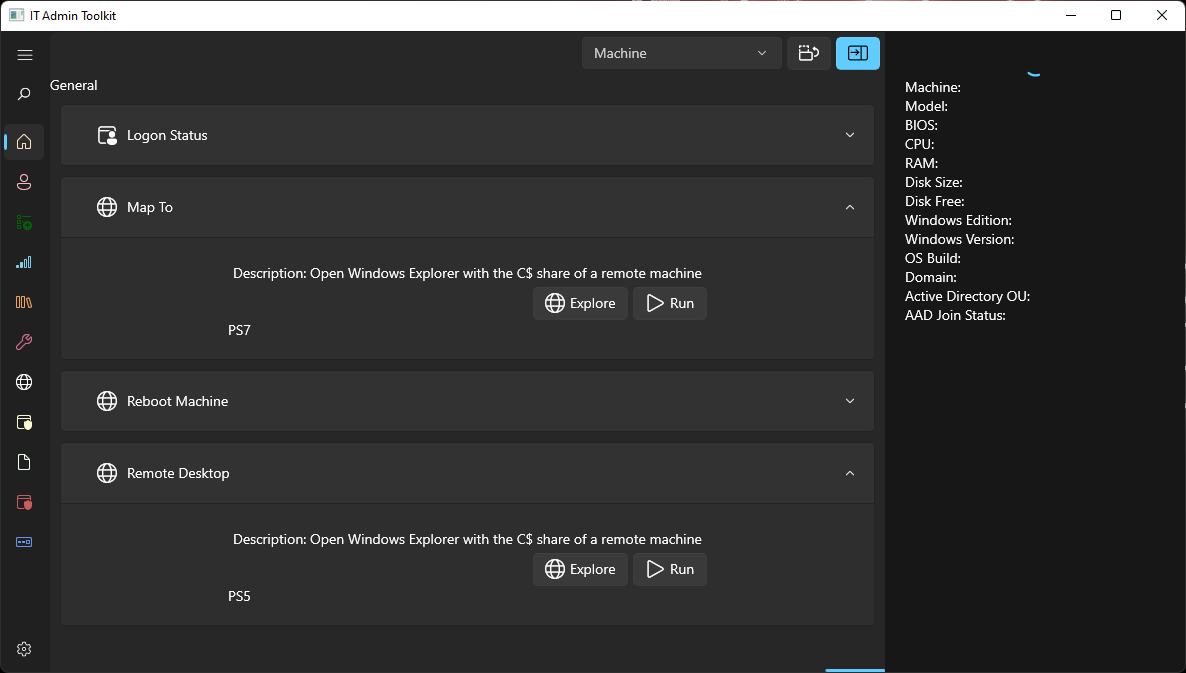 IT Admin Toolkit
Machine
General
Logon Status
Map To
Description: Open Windows Explorer with the C$ share of a remote machine
Explore
Run
PS7
Reboot Machine
Remote Desktop
Description: Open Windows Explorer with the C$ share of a remote machine
Explore
Run
PS5
Machine:
Model:
BIOS:
CPU:
RAM:
Disk Size:
Disk Free:
Windows Edition:
Windows Version:
OS Build:
Domain:
Active Directory OU:
AAD Join Status: